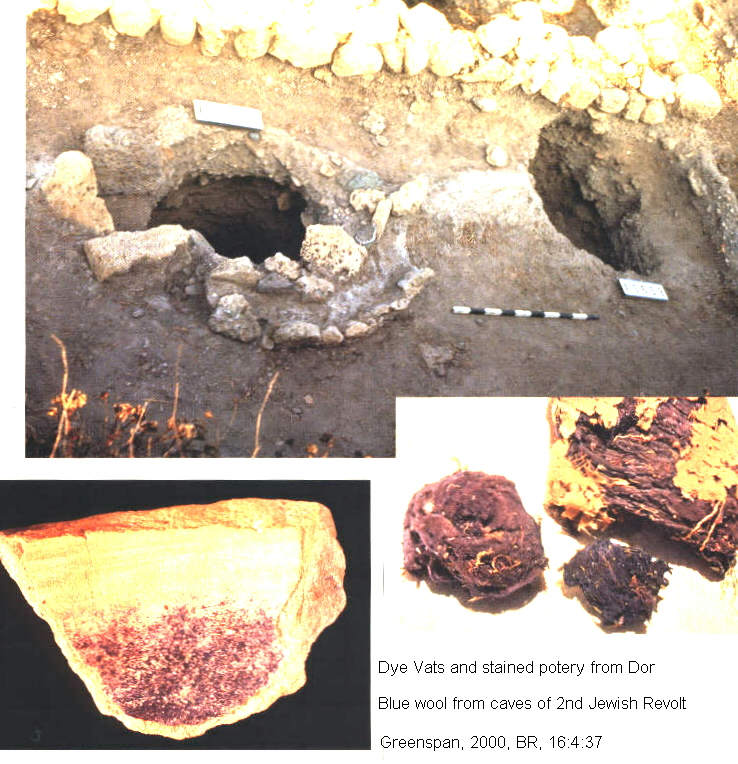 Dye Vats and stained potery from Dor
Blue wool from caves of 2nd Jewish Revolt
Greenspan, 2000, BR, 16:4:37